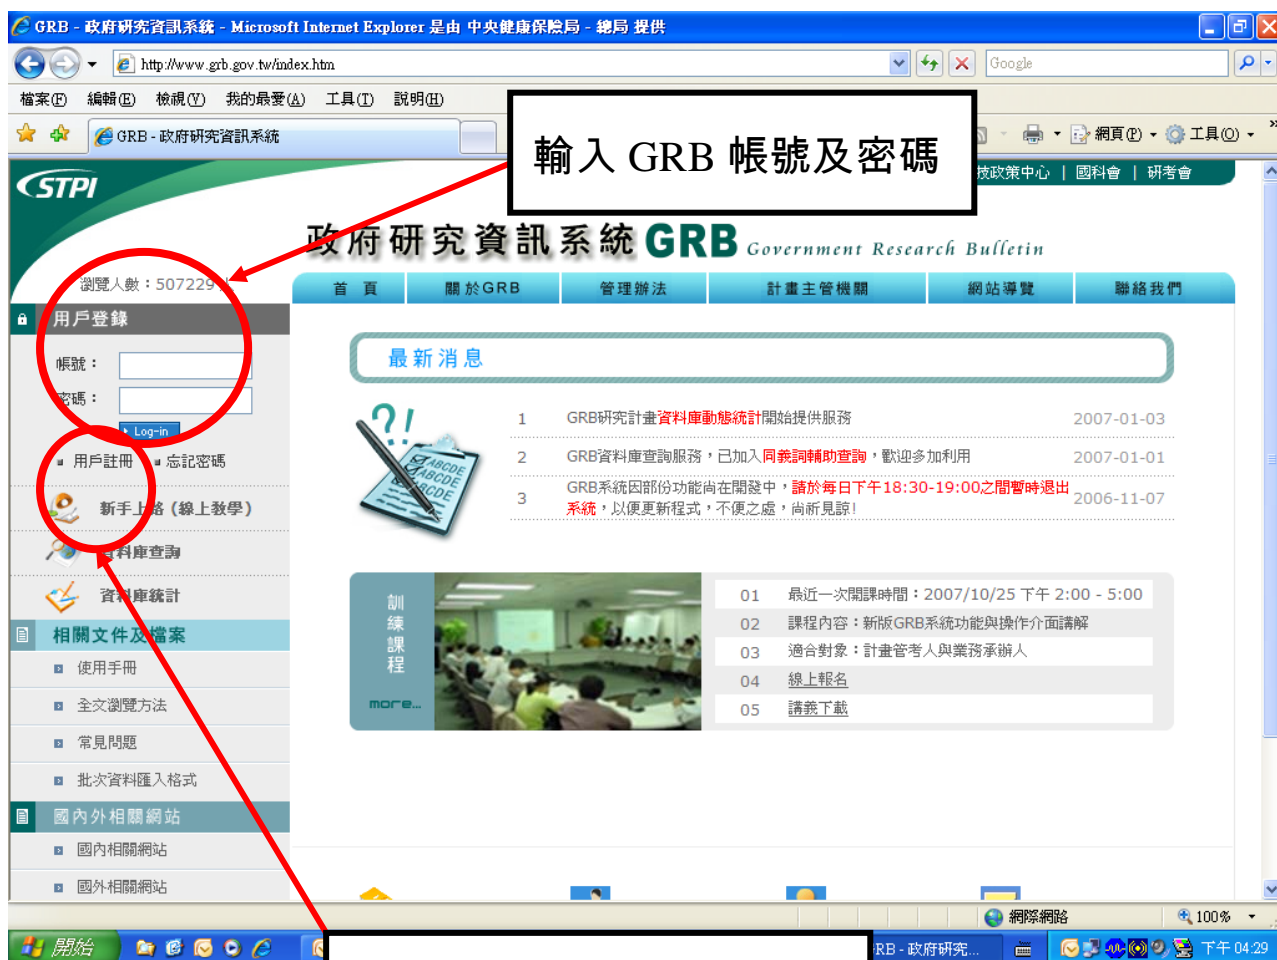 GRB - 政府研究資訊系統 - Microsoft Internet Explorer 是由 中央健康保險局 - 總局 提供
http://www.grb.gov.tw/index.htm
Google
檔案(F) 編輯(E) 檢視(V) 我的最愛(A) 工具(T) 說明(H)
GRB - 政府研究資訊系統
網頁(P)
工具(O)
輸入 GRB 帳號及密碼
STPI
技政策中心 | 國科會 | 研考會
政府研究資訊系統 GRB Government Research Bulletin
瀏覽人數：507229
首 頁
關於GRB
管理辦法
計畫主管機關
網站導覽
聯絡我們
用戶登錄
帳號：
密碼：
Log-in
用戶註冊
忘記密碼
新手上路 (線上教學)
資料庫查詢
資料庫統計
相關文件及檔案
使用手冊
全文瀏覽方法
常見問題
批次資料匯入格式
國內外相關網站
國內相關網站
國外相關網站
最新消息
?!
ABCDE
ABCDE
ABCDE
1 GRB研究計畫資料庫動態統計開始提供服務 2007-01-03
2 GRB資料庫查詢服務，已加入同義詞輔助查詢，歡迎多加利用 2007-01-01
3 GRB系統因部份功能尚在開發中，請於每日下午18:30-19:00之間暫時退出
系統，以便更新程式，不便之處，尚祈見諒! 2006-11-07
訓練課程
more...
01 最近一次開課時間：2007/10/25 下午 2:00 - 5:00
02 課程內容：新版GRB系統功能與操作介面講解
03 適合對象：計畫管考人與業務承辦人
04 線上報名
05 講義下載
網際網路
100%
開始
RB - 政府研究...
下午 04:29